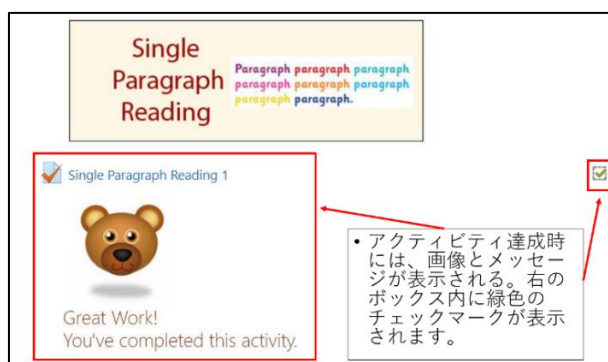 Single
Paragraph
Reading
Paragraph paragraph paragraph
paragraph paragraph paragraph
paragraph paragraph.
Single Paragraph Reading 1
Great Work!
You've completed this activity.
• アクティビティ達成時
には、画像とメッセー
ジが表示される。右の
ボックス内に緑色の
チェックマークが表示
されます。